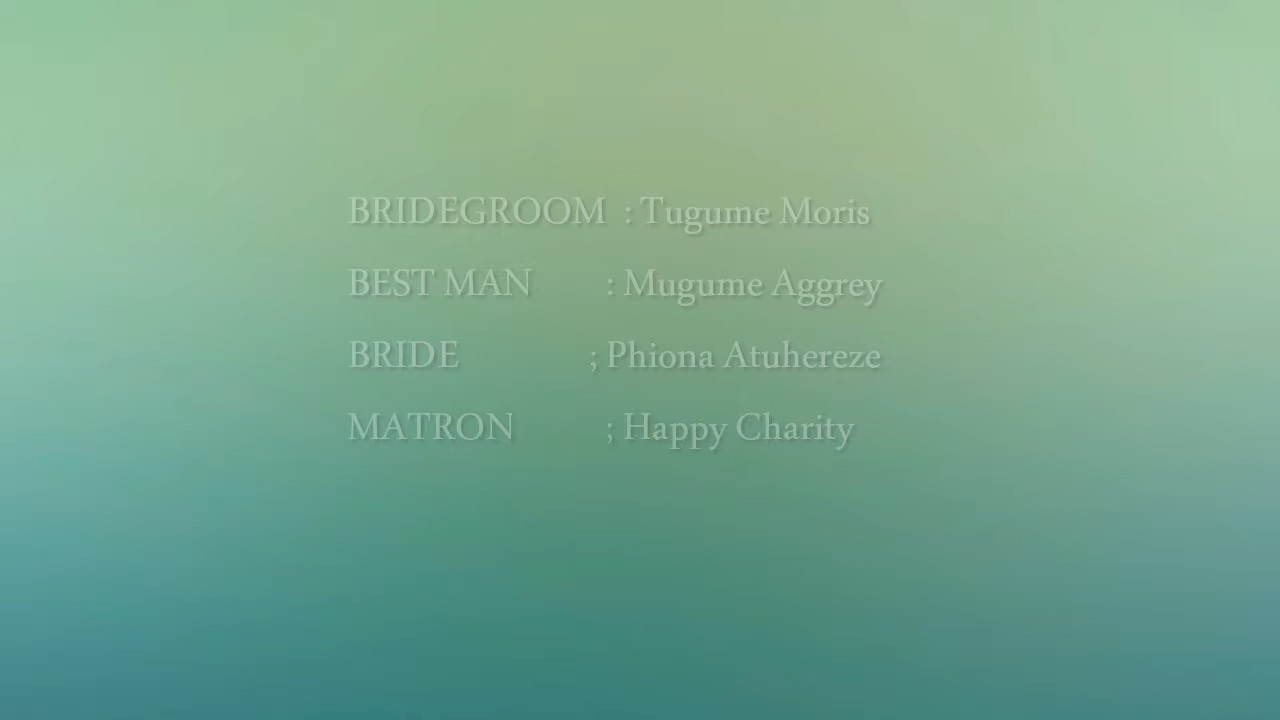 BRIDEGROOM : Tugume Moris
BEST MAN : Mugume Aggrey
BRIDE ; Phiona Atuhereze
MATRON ; Happy Charity